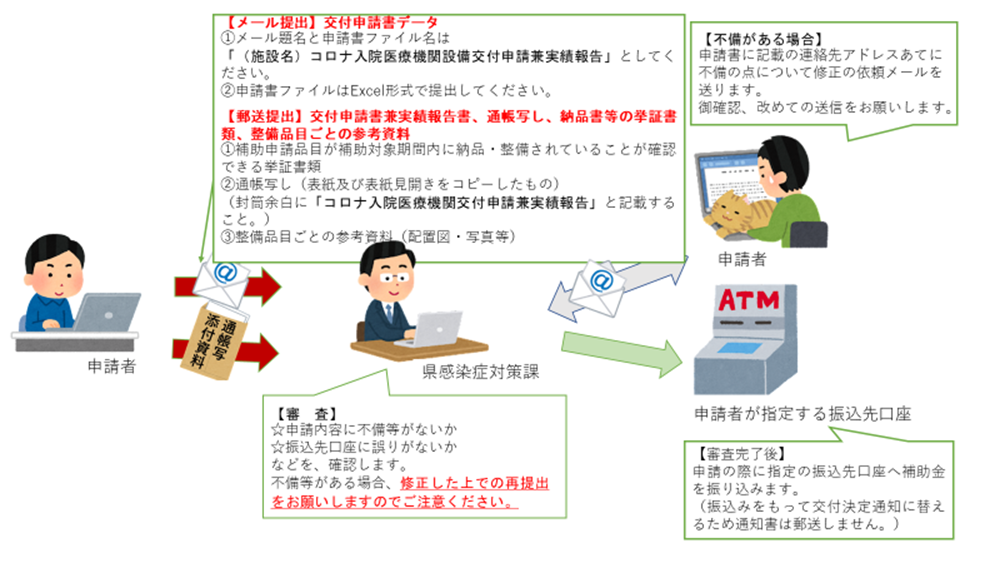 【メール提出】交付申請書データ
①メール題名と申請書ファイル名は
「（施設名）コロナ入院医療機関設備交付申請兼実績報告」としてく
ださい。
②申請書ファイルはExcel形式で提出してください。
【郵送提出】交付申請書兼実績報告書、通帳写し、納品書等の挙証書
類、整備品目ごとの参考資料
①補助申請品目が補助対象期間内に納品・整備されていることが確認
できる挙証書類
②通帳写し（表紙及び表紙見開きをコピーしたもの）
（封筒余白に「コロナ入院医療機関交付申請兼実績報告」と記載する
こと。）
③整備品目ごとの参考資料（配置図・写真等）
【不備がある場合】
申請書に記載の連絡先アドレスあてに
不備の点について修正の依頼メールを
送ります。
御確認、改めての送信をお願いします。
申請者
@
通帳写
添付資料
申請者
県感染症対策課
@
ATM
申請者が指定する振込先口座
【審　査】
☆申請内容に不備等がないか
☆振込先口座に誤りがないか
などを、確認します。
不備等がある場合、修正した上での再提出
をお願いしますのでご注意ください。
【審査完了後】
申請の際に指定の振込先口座へ補助金
を振り込みます。
（振込みをもって交付決定通知に替え
るため通知書は郵送しません。）